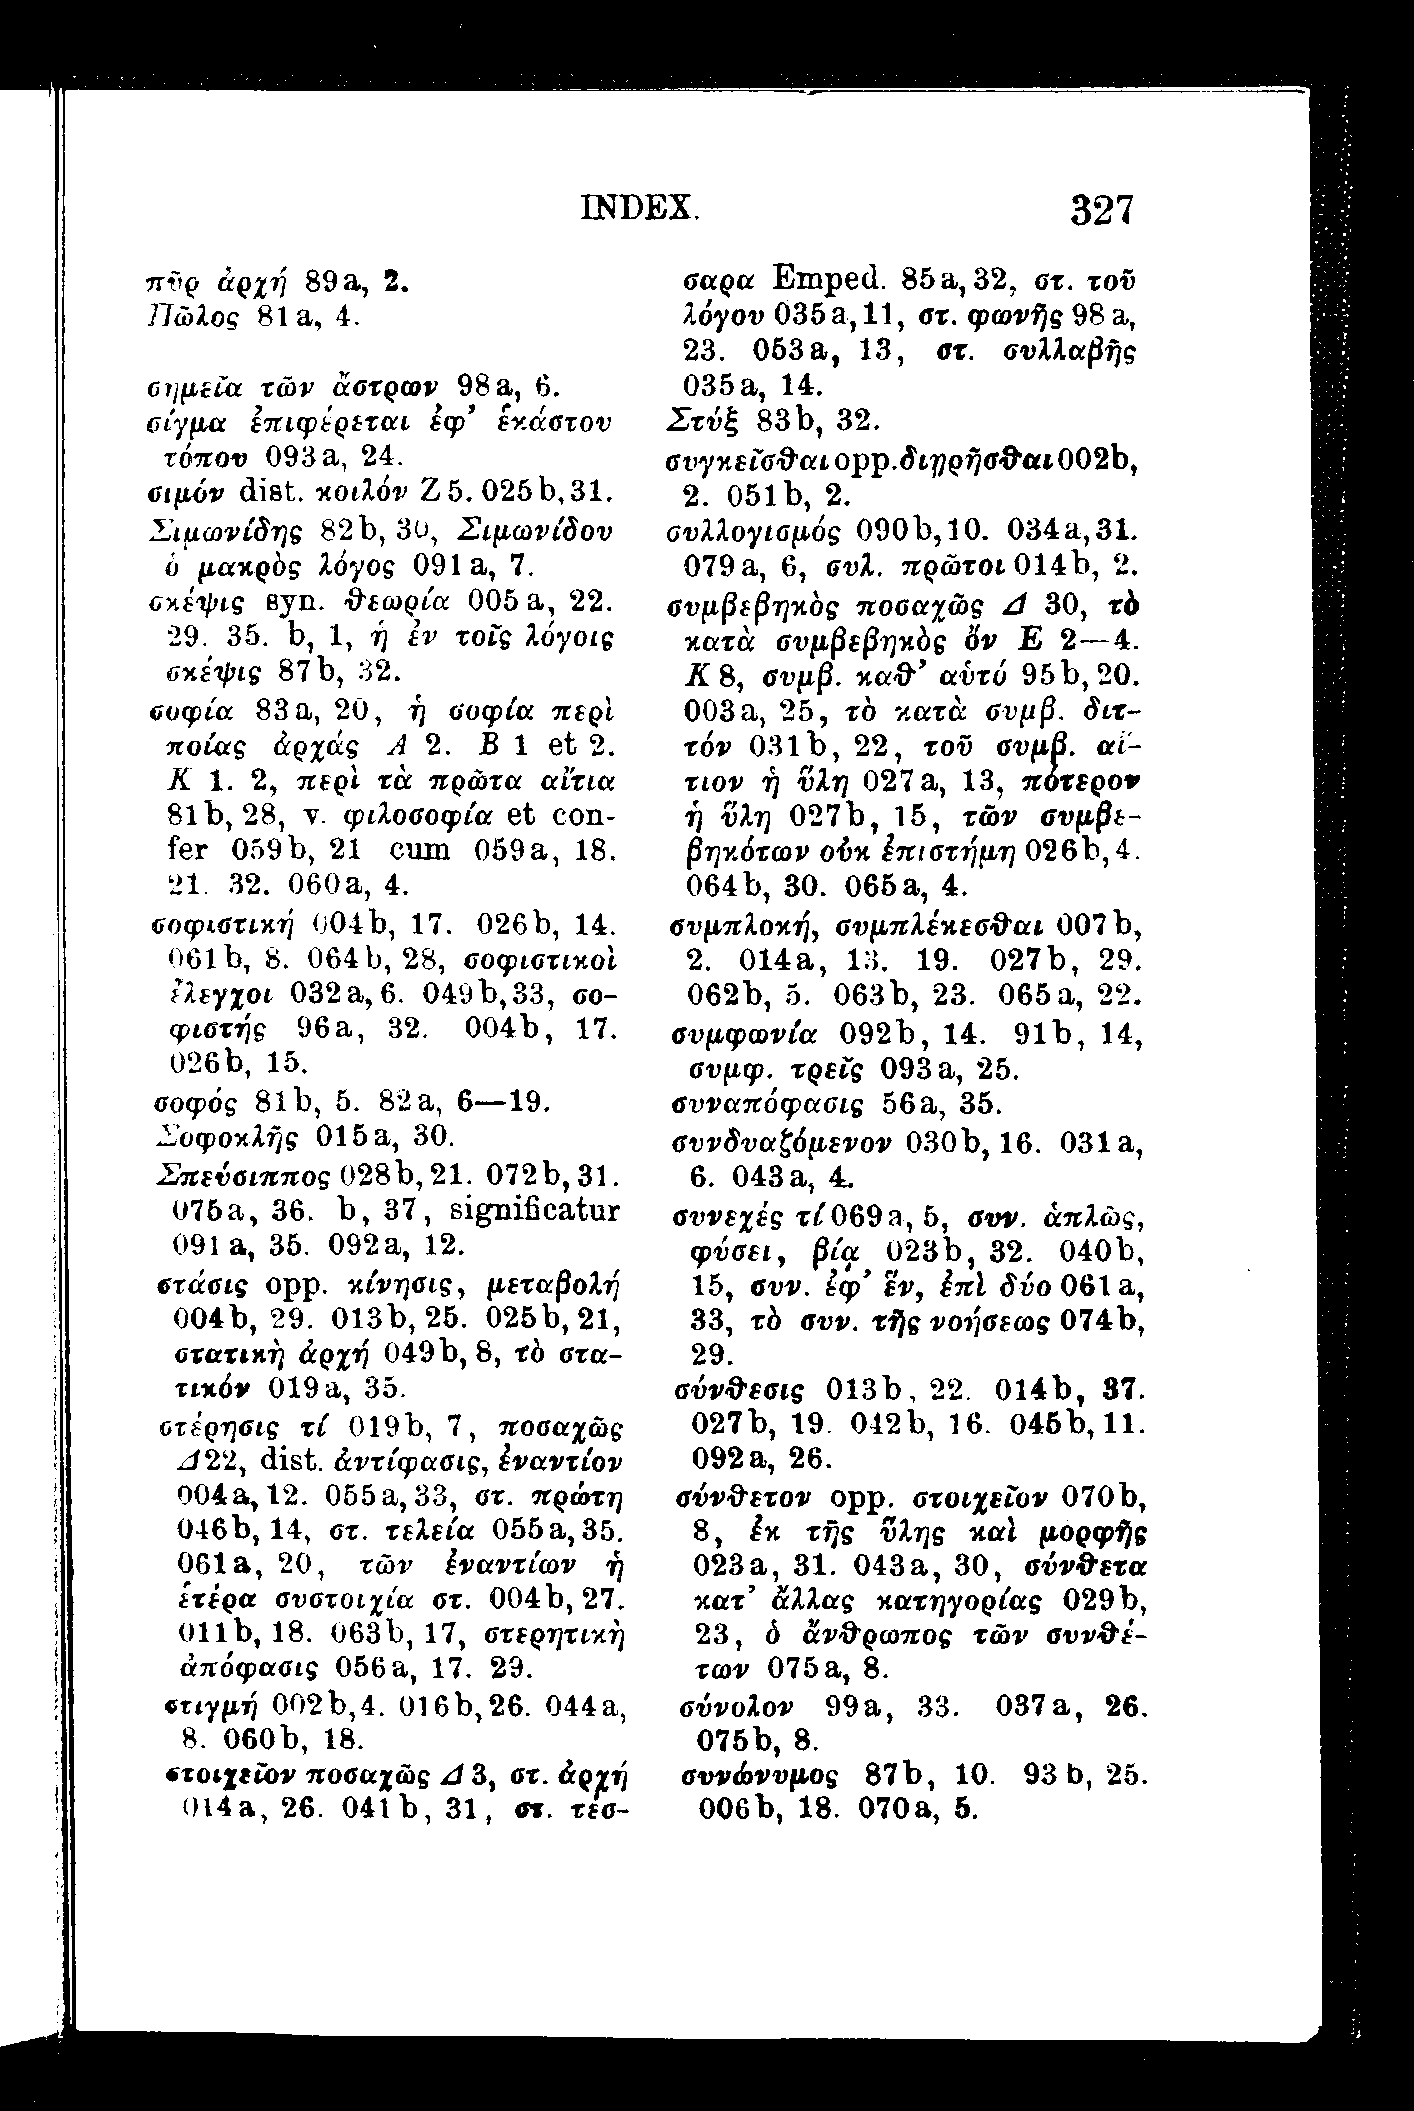 INDEX. 327
πῦρ ἀρχή 89a, 2.
Πῶλος 81a, 4.
σημεῖα τῶν ἄστρων 98a, 6.
σίγμα ἐπιφέρεται ἐφ’ ἑκάστου
τόπου 093a, 24.
σιμόν dist. κοιλόν Z 5. 025b, 31.
Σιμωνίδης 82b, 30, Σιμωνίδου
ὁ μακρὸς λόγος 091a, 7.
σκέψις syn. θεωρία 005a, 22.
29. 35. b, 1, ἡ ἐν τοῖς λόγοις
σκέψις 87b, 32.
σοφία 83a, 20, ἡ σοφία περὶ
ποίας ἀρχάς A 2. B 1 et 2.
K 1. 2, περὶ τὰ πρῶτα αἴτια
81b, 28, v. φιλοσοφία et con-
fer 059b, 21 cum 059a, 18.
21. 32. 060a, 4.
σοφιστική 004b, 17. 026b, 14.
061b, 8. 064b, 28, σοφιστικοὶ
ἔλεγχοι 032a, 6. 049b, 33, σο-
φιστής 96a, 32. 004b, 17.
026b, 15.
σοφός 81b, 5. 82a, 6—19.
Σοφοκλῆς 015a, 30.
Σπεύσιππος 028b, 21. 072b, 31.
075a, 36. b, 37, significatur
091a, 35. 092a, 12.
στάσις opp. κίνησις, μεταβολή
004b, 29. 013b, 25. 025b, 21,
στατικὴ ἀρχή 049b, 8, τὸ στα-
τικόν 019a, 35.
στέρησις τί 019b, 7, ποσαχῶς
Δ 22, dist. ἀντίφασις, ἐναντίον
004a, 12. 055a, 33, στ. πρώτη
046b, 14, στ. τελεία 055a, 35.
061a, 20, τῶν ἐναντίων ἡ
ἑτέρα συστοιχία στ. 004b, 27.
011b, 18. 063b, 17, στερητικὴ
ἀπόφασις 056a, 17. 29.
στιγμή 002b, 4. 016b, 26. 044a,
8. 060b, 18.
στοιχεῖον ποσαχῶς Δ 3, στ. ἀρχή
014a, 26. 041b, 31, στ. τέσ-
σαρα Emped. 85a, 32, στ. τοῦ
λόγου 035a, 11, στ. φωνῆς 98a,
23. 053a, 13, στ. συλλαβῆς
035a, 14.
Στύξ 83b, 32.
συγκεῖσθαι opp. διῃρῆσθαι 002b,
2. 051b, 2.
συλλογισμός 090b, 10. 034a, 31.
079a, 6, συλ. πρῶτοι 014b, 2.
συμβεβηκὸς ποσαχῶς Δ 30, τὸ
κατὰ συμβεβηκὸς ὄν E 2—4.
K 8, συμβ. καθ’ αὑτό 95b, 20.
003a, 25, τὸ κατὰ συμβ. διτ-
τόν 031b, 22, τοῦ συμβ. αἴ-
τιον ἡ ὕλη 027a, 13, πότερον
ἡ ὕλη 027b, 15, τῶν συμβε-
βηκότων οὐκ ἐπιστήμη 026b, 4.
064b, 30. 065a, 4.
συμπλοκή, συμπλέκεσθαι 007b,
2. 014a, 13. 19. 027b, 29.
062b, 5. 063b, 23. 065a, 22.
συμφωνία 092b, 14. 91b, 14,
συμφ. τρεῖς 093a, 25.
συναπόφασις 56a, 35.
συνδυαζόμενον 030b, 16. 031a,
6. 043a, 4.
συνεχές τί 069a, 5, συν. ἁπλῶς,
φύσει, βίᾳ 023b, 32. 040b,
15, συν. ἐφ’ ἕν, ἐπὶ δύο 061a,
33, τὸ συν. τῆς νοήσεως 074b,
29.
σύνθεσις 013b, 22. 014b, 37.
027b, 19. 042b, 16. 045b, 11.
092a, 26.
σύνθετον opp. στοιχεῖον 070b,
8, ἐκ τῆς ὕλης καὶ μορφῆς
023a, 31. 043a, 30, σύνθετα
κατ’ ἄλλας κατηγορίας 029b,
23, ὁ ἄνθρωπος τῶν συνθέ-
των 075a, 8.
σύνολον 99a, 33. 037a, 26.
075b, 8.
συνώνυμος 87b, 10. 93b, 25.
006b, 18. 070a, 5.